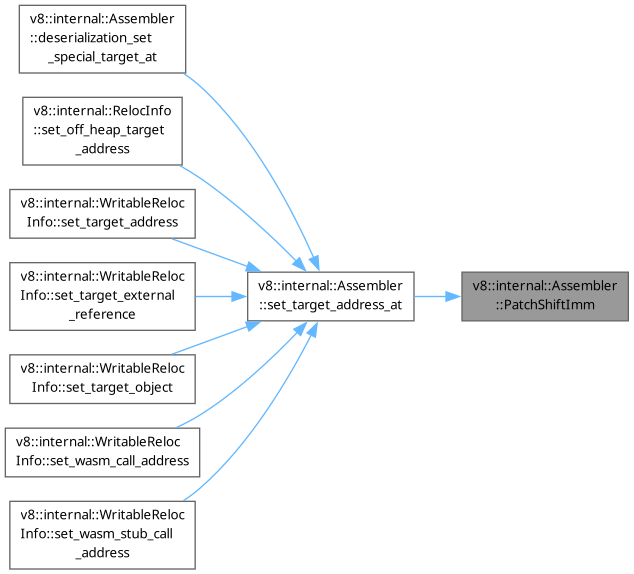 v8::internal::Assembler
::deserialization_set
_special_target_at
v8::internal::RelocInfo
::set_off_heap_target
_address
v8::internal::WritableReloc
Info::set_target_address
v8::internal::WritableReloc
Info::set_target_external
_reference
v8::internal::WritableReloc
Info::set_target_object
v8::internal::WritableReloc
Info::set_wasm_call_address
v8::internal::WritableReloc
Info::set_wasm_stub_call
_address
v8::internal::Assembler
::set_target_address_at
v8::internal::Assembler
::PatchShiftImm